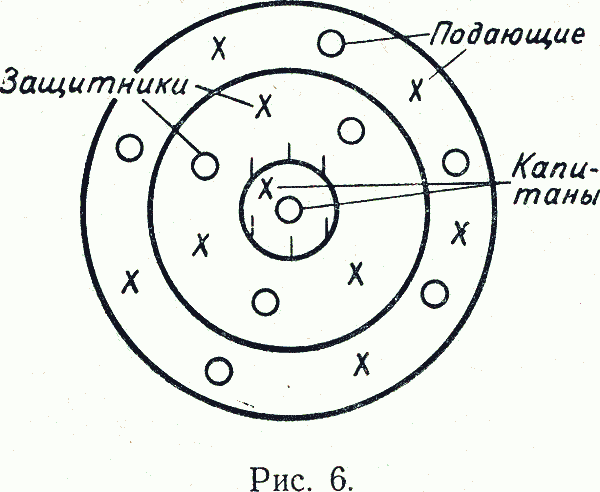 Подающие
Защитники
Капи-
таны
Рис. 6.